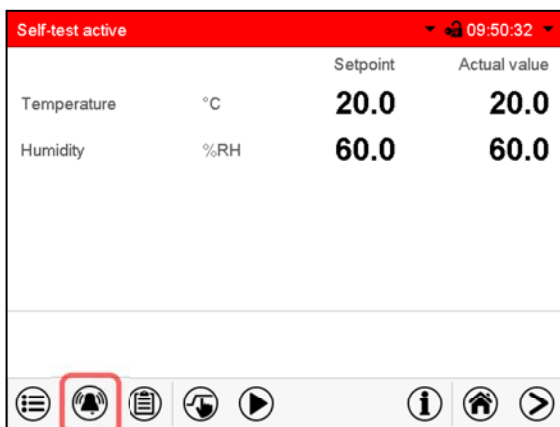 Self-test active 09:50:32
Setpoint Actual value
Temperature °C 20.0 20.0
Humidity %RH 60.0 60.0